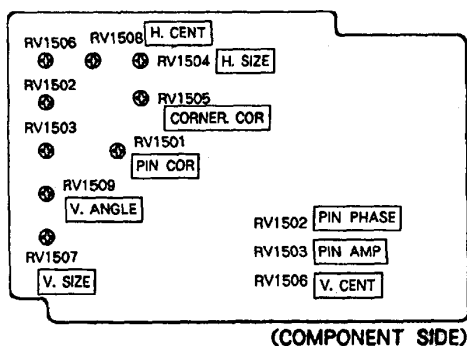 RV1506 RV1508 H. CENT
RV1504 H. SIZE
RV1502
RV1505
CORNER. COR
RV1503
RV1501
PIN COR
RV1509
V. ANGLE
RV1507
V. SIZE
RV1502 PIN PHASE
RV1503 PIN AMP
RV1506 V. CENT
(COMPONENT SIDE)